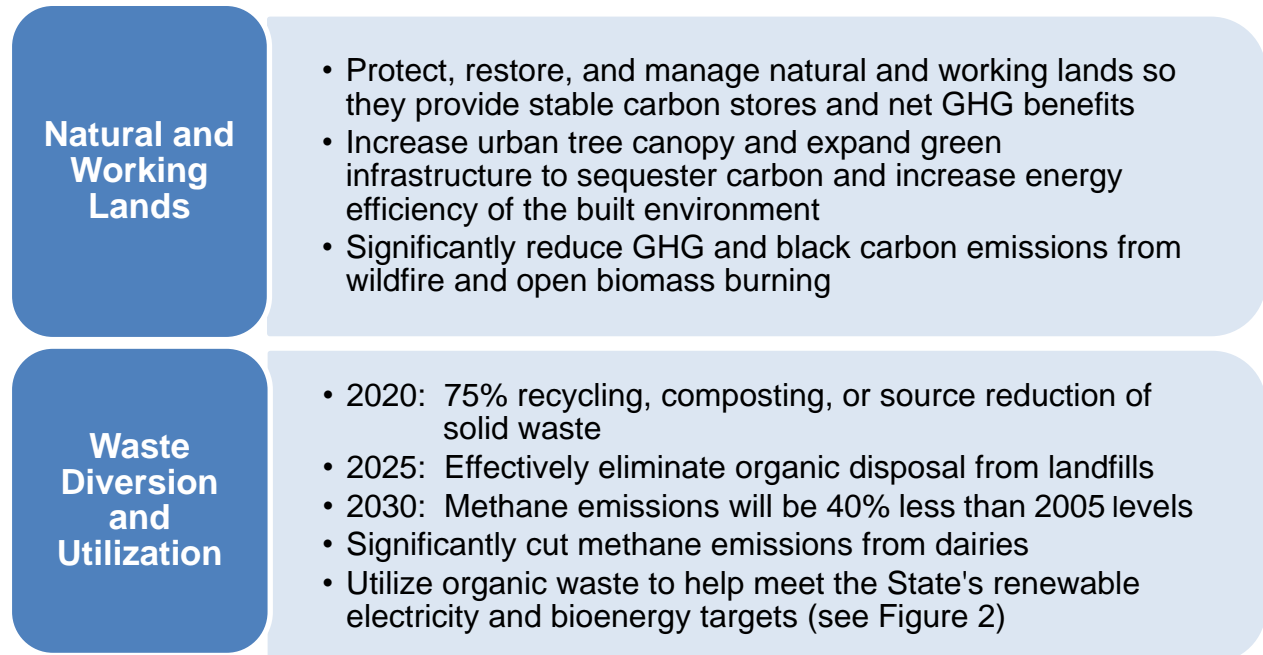 Natural and
Working
Lands
• Protect, restore, and manage natural and working lands so
they provide stable carbon stores and net GHG benefits
• Increase urban tree canopy and expand green
infrastructure to sequester carbon and increase energy
efficiency of the built environment
• Significantly reduce GHG and black carbon emissions from
wildfire and open biomass burning
Waste
Diversion
and
Utilization
• 2020: 75% recycling, composting, or source reduction of
solid waste
• 2025: Effectively eliminate organic disposal from landfills
• 2030: Methane emissions will be 40% less than 2005 levels
• Significantly cut methane emissions from dairies
• Utilize organic waste to help meet the State's renewable
electricity and bioenergy targets (see Figure 2)